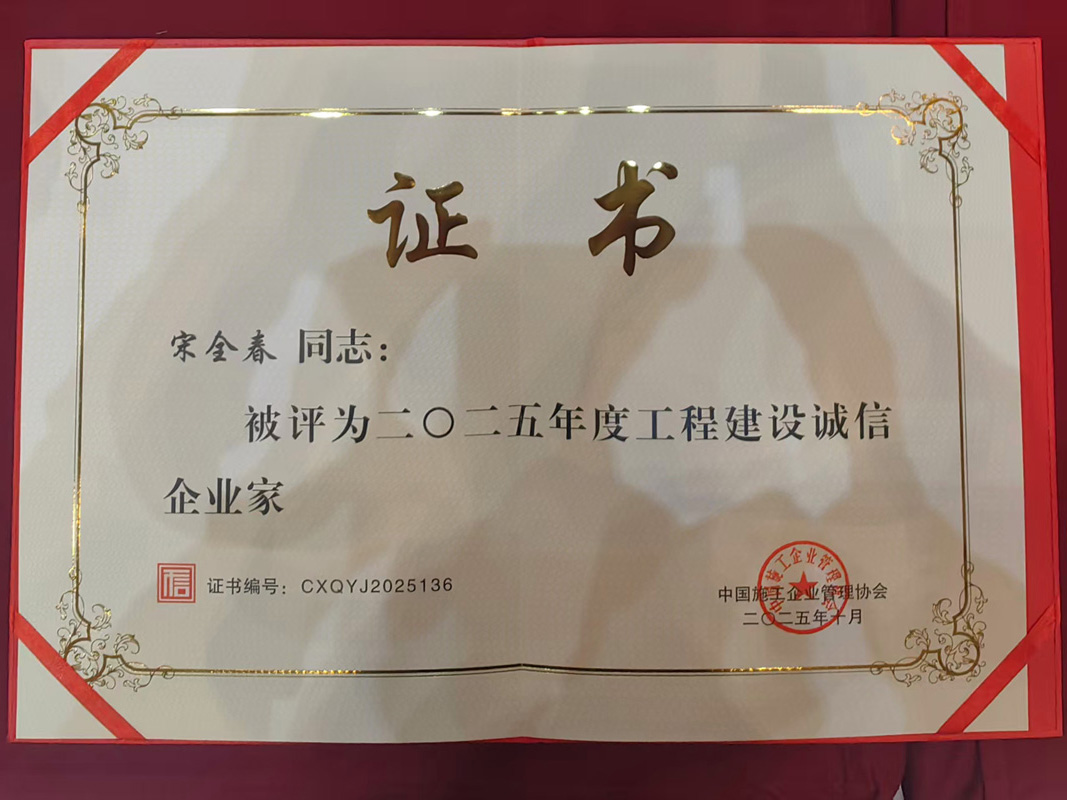 证书
宋全春 同志：
被评为二〇二五年度工程建设诚信
企业家
信 证书编号：CXQYJ2025136
中国施工企业管理协会
二〇二五年十月